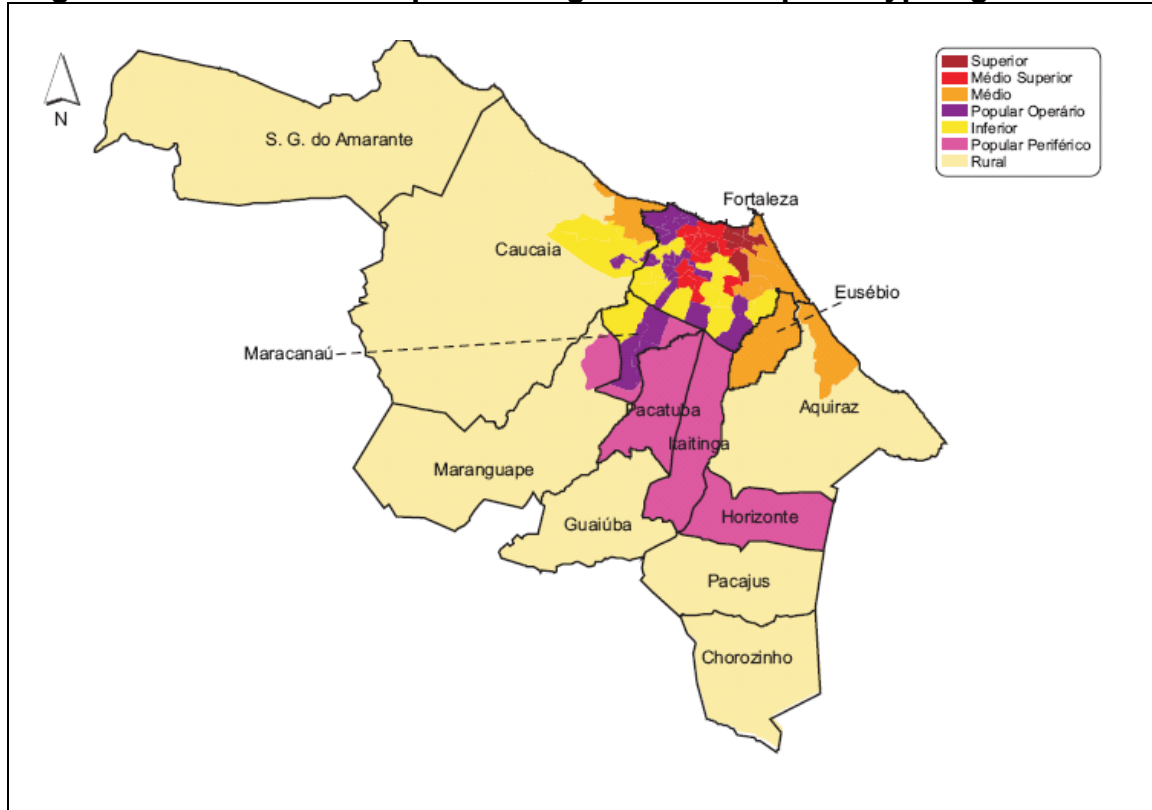 Superior
Médio Superior
Médio
Popular Operário
Inferior
Popular Periférico
Rural
N
S. G. do Amarante
Fortaleza
Caucaia
Eusébio
Maracanaú
Pacatuba
Aquiraz
Itaitinga
Maranguape
Guaiúba
Horizonte
Pacajus
Chorozinho